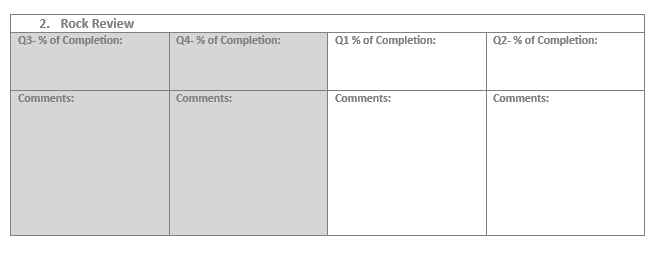 2. Rock Review
Q3- % of Completion:
Q4- % of Completion:
Q1 % of Completion:
Q2- % of Completion:
Comments:
Comments:
Comments:
Comments: